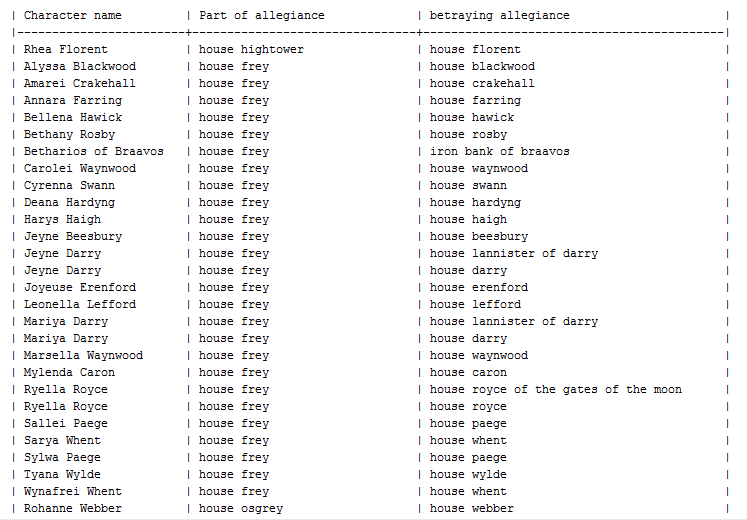 | Character name | Part of allegiance | betraying allegiance |
|------------------------+--------------------------------+-------------------------------------------|
| Rhea Florent | house hightower | house florent |
| Alyssa Blackwood | house frey | house blackwood |
| Amarei Crakehall | house frey | house crakehall |
| Annara Farring | house frey | house farring |
| Bellena Hawick | house frey | house hawick |
| Bethany Rosby | house frey | house rosby |
| Betharios of Braavos | house frey | iron bank of braavos |
| Carolei Waynwood | house frey | house waynwood |
| Cyrenna Swann | house frey | house swann |
| Deana Hardyng | house frey | house hardyng |
| Harys Haigh | house frey | house haigh |
| Jeyne Beesbury | house frey | house beesbury |
| Jeyne Darry | house frey | house lannister of darry |
| Jeyne Darry | house frey | house darry |
| Joyeuse Erenford | house frey | house erenford |
| Leonella Lefford | house frey | house lefford |
| Mariya Darry | house frey | house lannister of darry |
| Mariya Darry | house frey | house darry |
| Marsella Waynwood | house frey | house waynwood |
| Mylenda Caron | house frey | house caron |
| Ryella Royce | house frey | house royce of the gates of the moon |
| Ryella Royce | house frey | house royce |
| Sallei Paege | house frey | house paege |
| Sarya Whent | house frey | house whent |
| Sylwa Paege | house frey | house paege |
| Tyana Wylde | house frey | house wylde |
| Wynafrei Whent | house frey | house whent |
| Rohanne Webber | house osgrey | house webber |